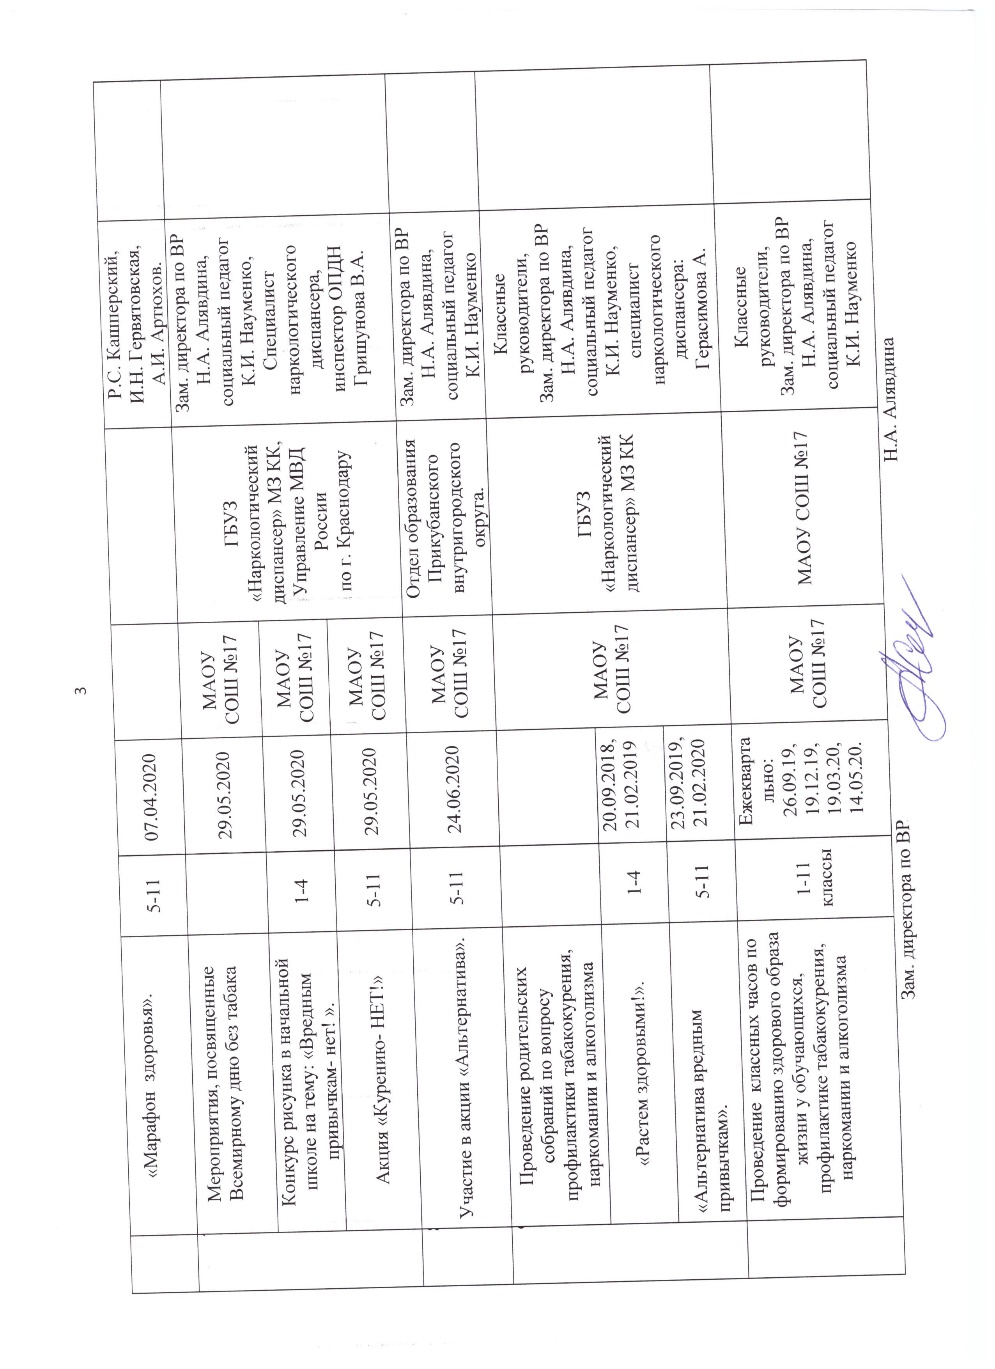 3
«Марафон здоровья».
5-11
07.04.2020
Р.С. Кашперский,
И.Н. Гервятовская,
А.И. Артюхов.
Мероприятия, посвященные
Всемирному дню без табака
29.05.2020
МАОУ
СОШ №17
ГБУЗ
«Наркологический
диспансер» МЗ КК,
Управление МВД
России
по г. Краснодару
Зам. директора по ВР
Н.А. Алявдина,
социальный педагог
К.И. Науменко,
Специалист
наркологического
диспансера,
инспектор ОПДН
Гришунова В.А.
Конкурс рисунка в начальной
школе на тему: «Вредным
привычкам- нет! ».
1-4
29.05.2020
МАОУ
СОШ №17
Акция «Курению- НЕТ!»
5-11
29.05.2020
МАОУ
СОШ №17
Участие в акции «Альтернатива».
5-11
24.06.2020
МАОУ
СОШ №17
Отдел образования
Прикубанского
внутригородского
округа.
Зам. директора по ВР
Н.А. Алявдина,
социальный педагог
К.И. Науменко
Проведение родительских
собраний по вопросу
профилактики табакокурения,
наркомании и алкоголизма
МАОУ
СОШ №17
ГБУЗ
«Наркологический
диспансер» МЗ КК
Классные
руководители,
Зам. директора по ВР
Н.А. Алявдина,
социальный педагог
К.И. Науменко,
специалист
наркологического
диспансера:
Герасимова А.
«Растем здоровыми!».
1-4
20.09.2018,
21.02.2019
«Альтернатива вредным
привычкам».
5-11
23.09.2019,
21.02.2020
Проведение классных часов по
формированию здорового образа
жизни у обучающихся,
профилактике табакокурения,
наркомании и алкоголизма
1-11
классы
Ежекварта
льно:
26.09.19,
19.12.19,
19.03.20,
14.05.20.
МАОУ
СОШ №17
МАОУ СОШ №17
Классные
руководители,
Зам. директора по ВР
Н.А. Алявдина,
социальный педагог
К.И. Науменко
Зам. директора по ВР
Н.А. Алявдина